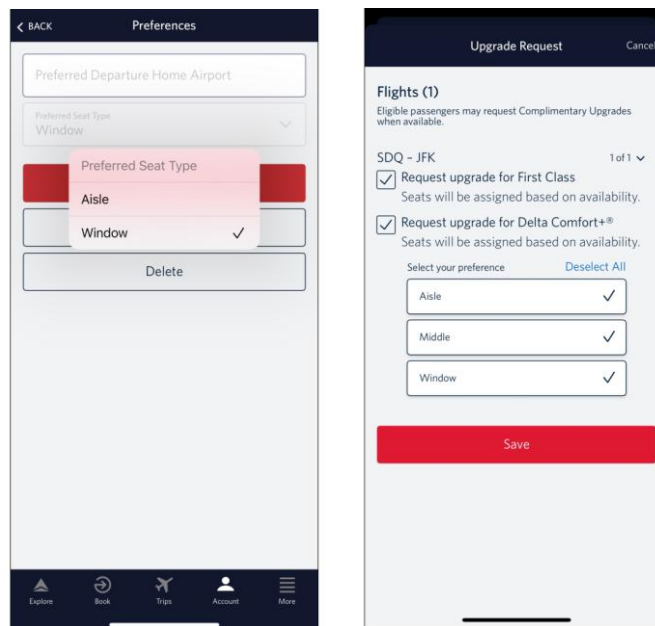 BACK
Preferences
Preferred Departure Home Airport
Preferred Seat Type
Window
Preferred Seat Type
Aisle
Window
Delete
Explore
Book
Trips
Account
More
Upgrade Request
Cancel
Flights (1)
Eligible passengers may request Complimentary Upgrades
when available.
SDQ – JFK
1 of 1
Request upgrade for First Class
Seats will be assigned based on availability.
Request upgrade for Delta Comfort+®
Seats will be assigned based on availability.
Select your preference
Deselect All
Aisle
Middle
Window
Save